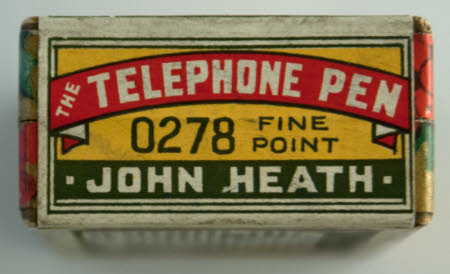 THE TELEPHONE PEN
0278 FINE
POINT
· JOHN HEATH ·